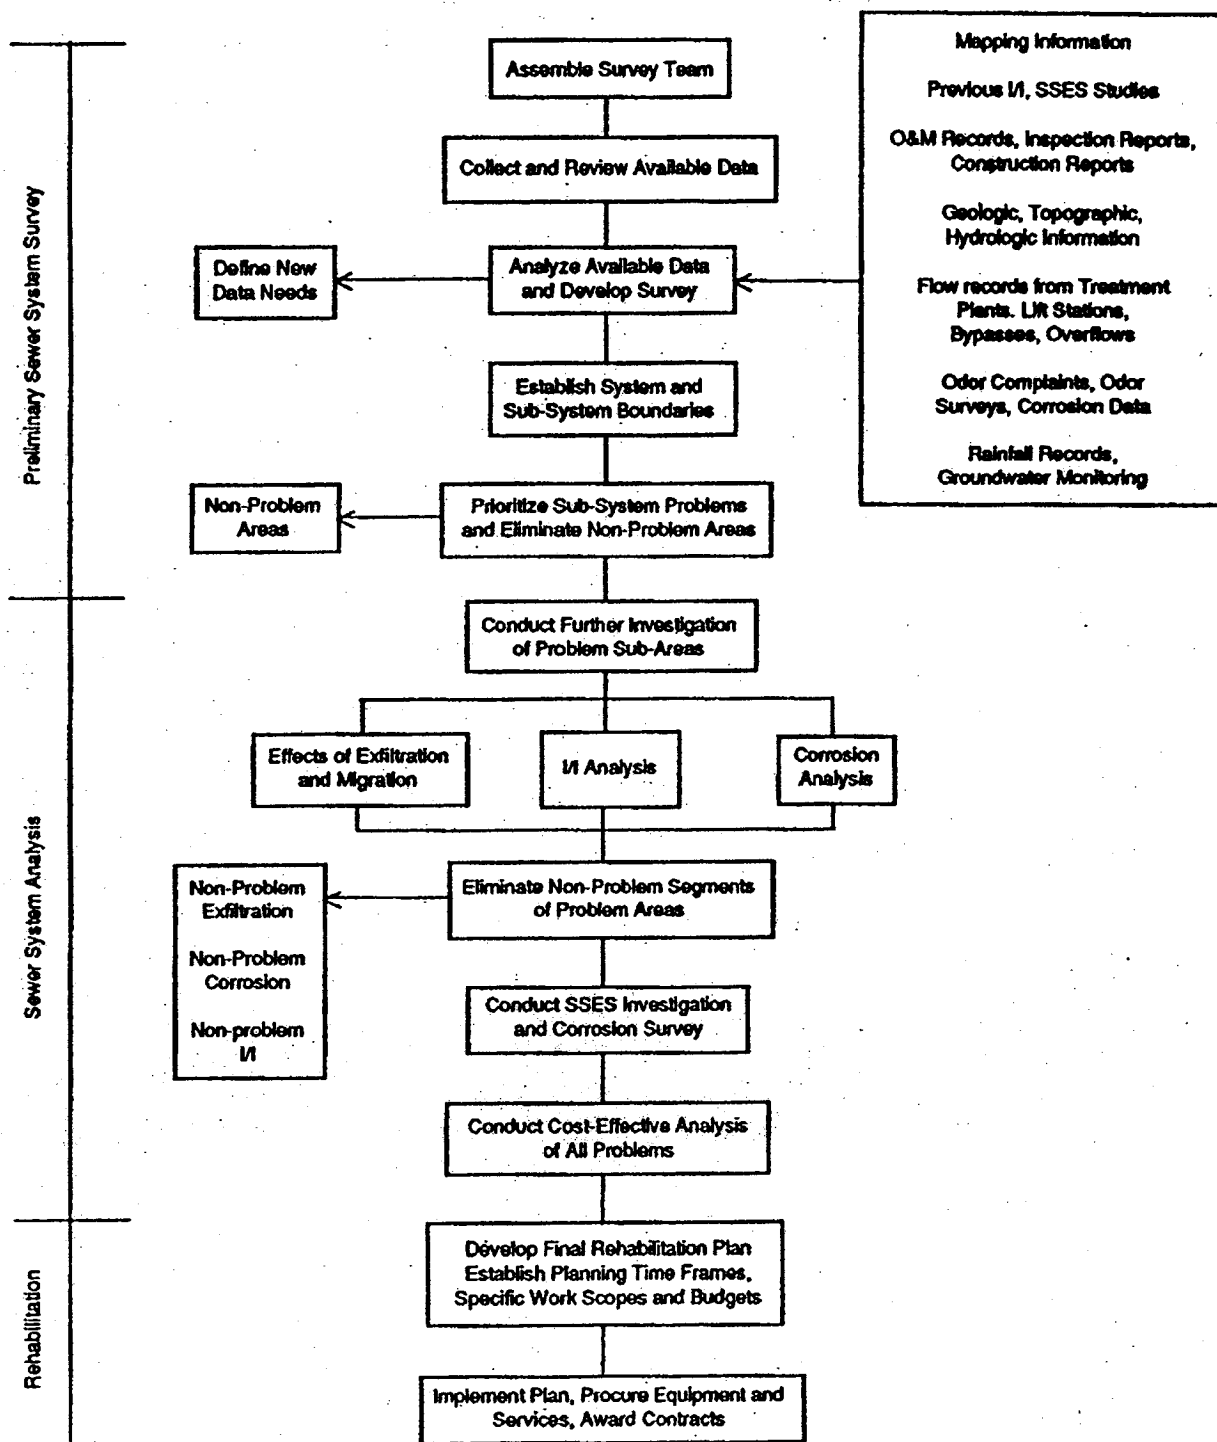 Preliminary Sewer System Survey
Sewer System Analysis
Rehabilitation
Assemble Survey Team
Collect and Review Available Data
Analyze Available Data
and Develop Survey
Define New
Data Needs
Mapping Information
Previous I/I, SSES Studies
O&M Records, Inspection Reports,
Construction Reports
Geologic, Topographic,
Hydrologic Information
Flow records from Treatment
Plants. Lift Stations,
Bypasses, Overflows
Odor Complaints, Odor
Surveys, Corrosion Data
Rainfall Records,
Groundwater Monitoring
Establish System and
Sub-System Boundaries
Prioritize Sub-System Problems
and Eliminate Non-Problem Areas
Non-Problem
Areas
Conduct Further Investigation
of Problem Sub-Areas
Effects of Exfiltration
and Migration
I/I Analysis
Corrosion
Analysis
Eliminate Non-Problem Segments
of Problem Areas
Non-Problem
Exfiltration
Non-Problem
Corrosion
Non-problem
I/I
Conduct SSES Investigation
and Corrosion Survey
Conduct Cost-Effective Analysis
of All Problems
Develop Final Rehabilitation Plan
Establish Planning Time Frames,
Specific Work Scopes and Budgets
Implement Plan, Procure Equipment and
Services, Award Contracts